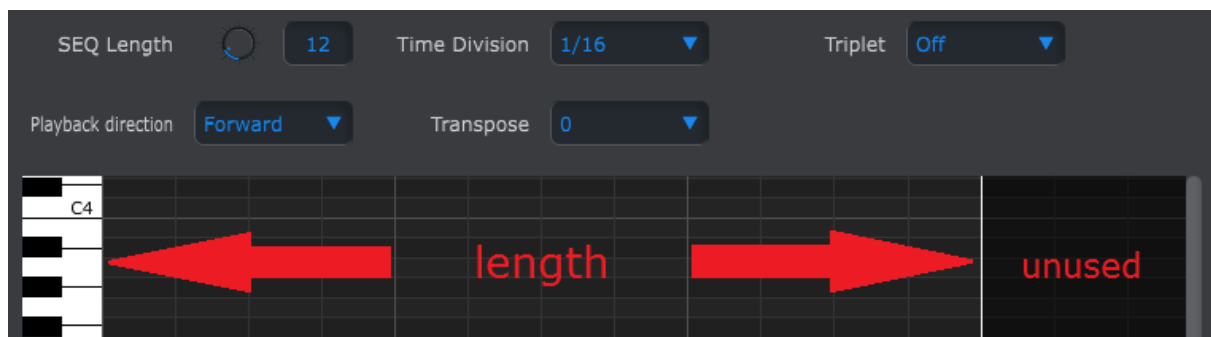 SEQ Length 12 Time Division 1/16 Triplet Off
Playback direction Forward Transpose 0
C4
length unused